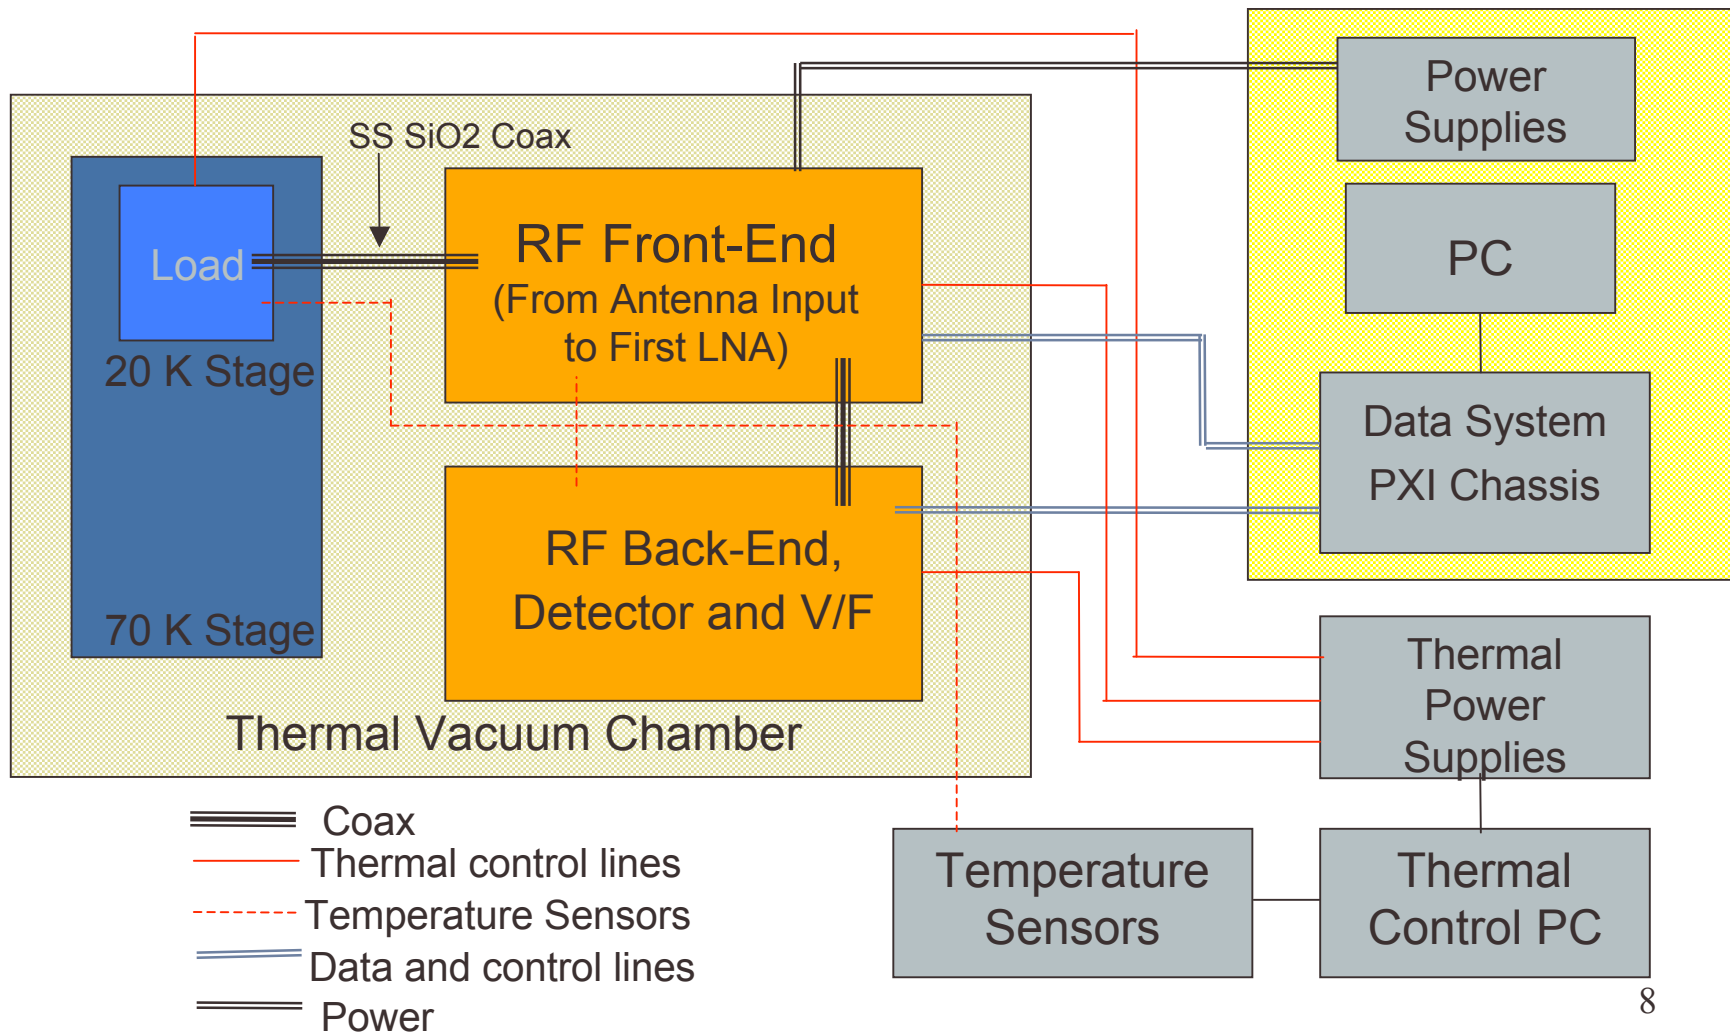 SS SiO2 Coax
Load
20 K Stage
70 K Stage
RF Front-End
(From Antenna Input
to First LNA)
RF Back-End,
Detector and V/F
Thermal Vacuum Chamber
Power
Supplies
PC
Data System
PXI Chassis
Thermal
Power
Supplies
Temperature
Sensors
Thermal
Control PC
Coax
Thermal control lines
Temperature Sensors
Data and control lines
Power
8